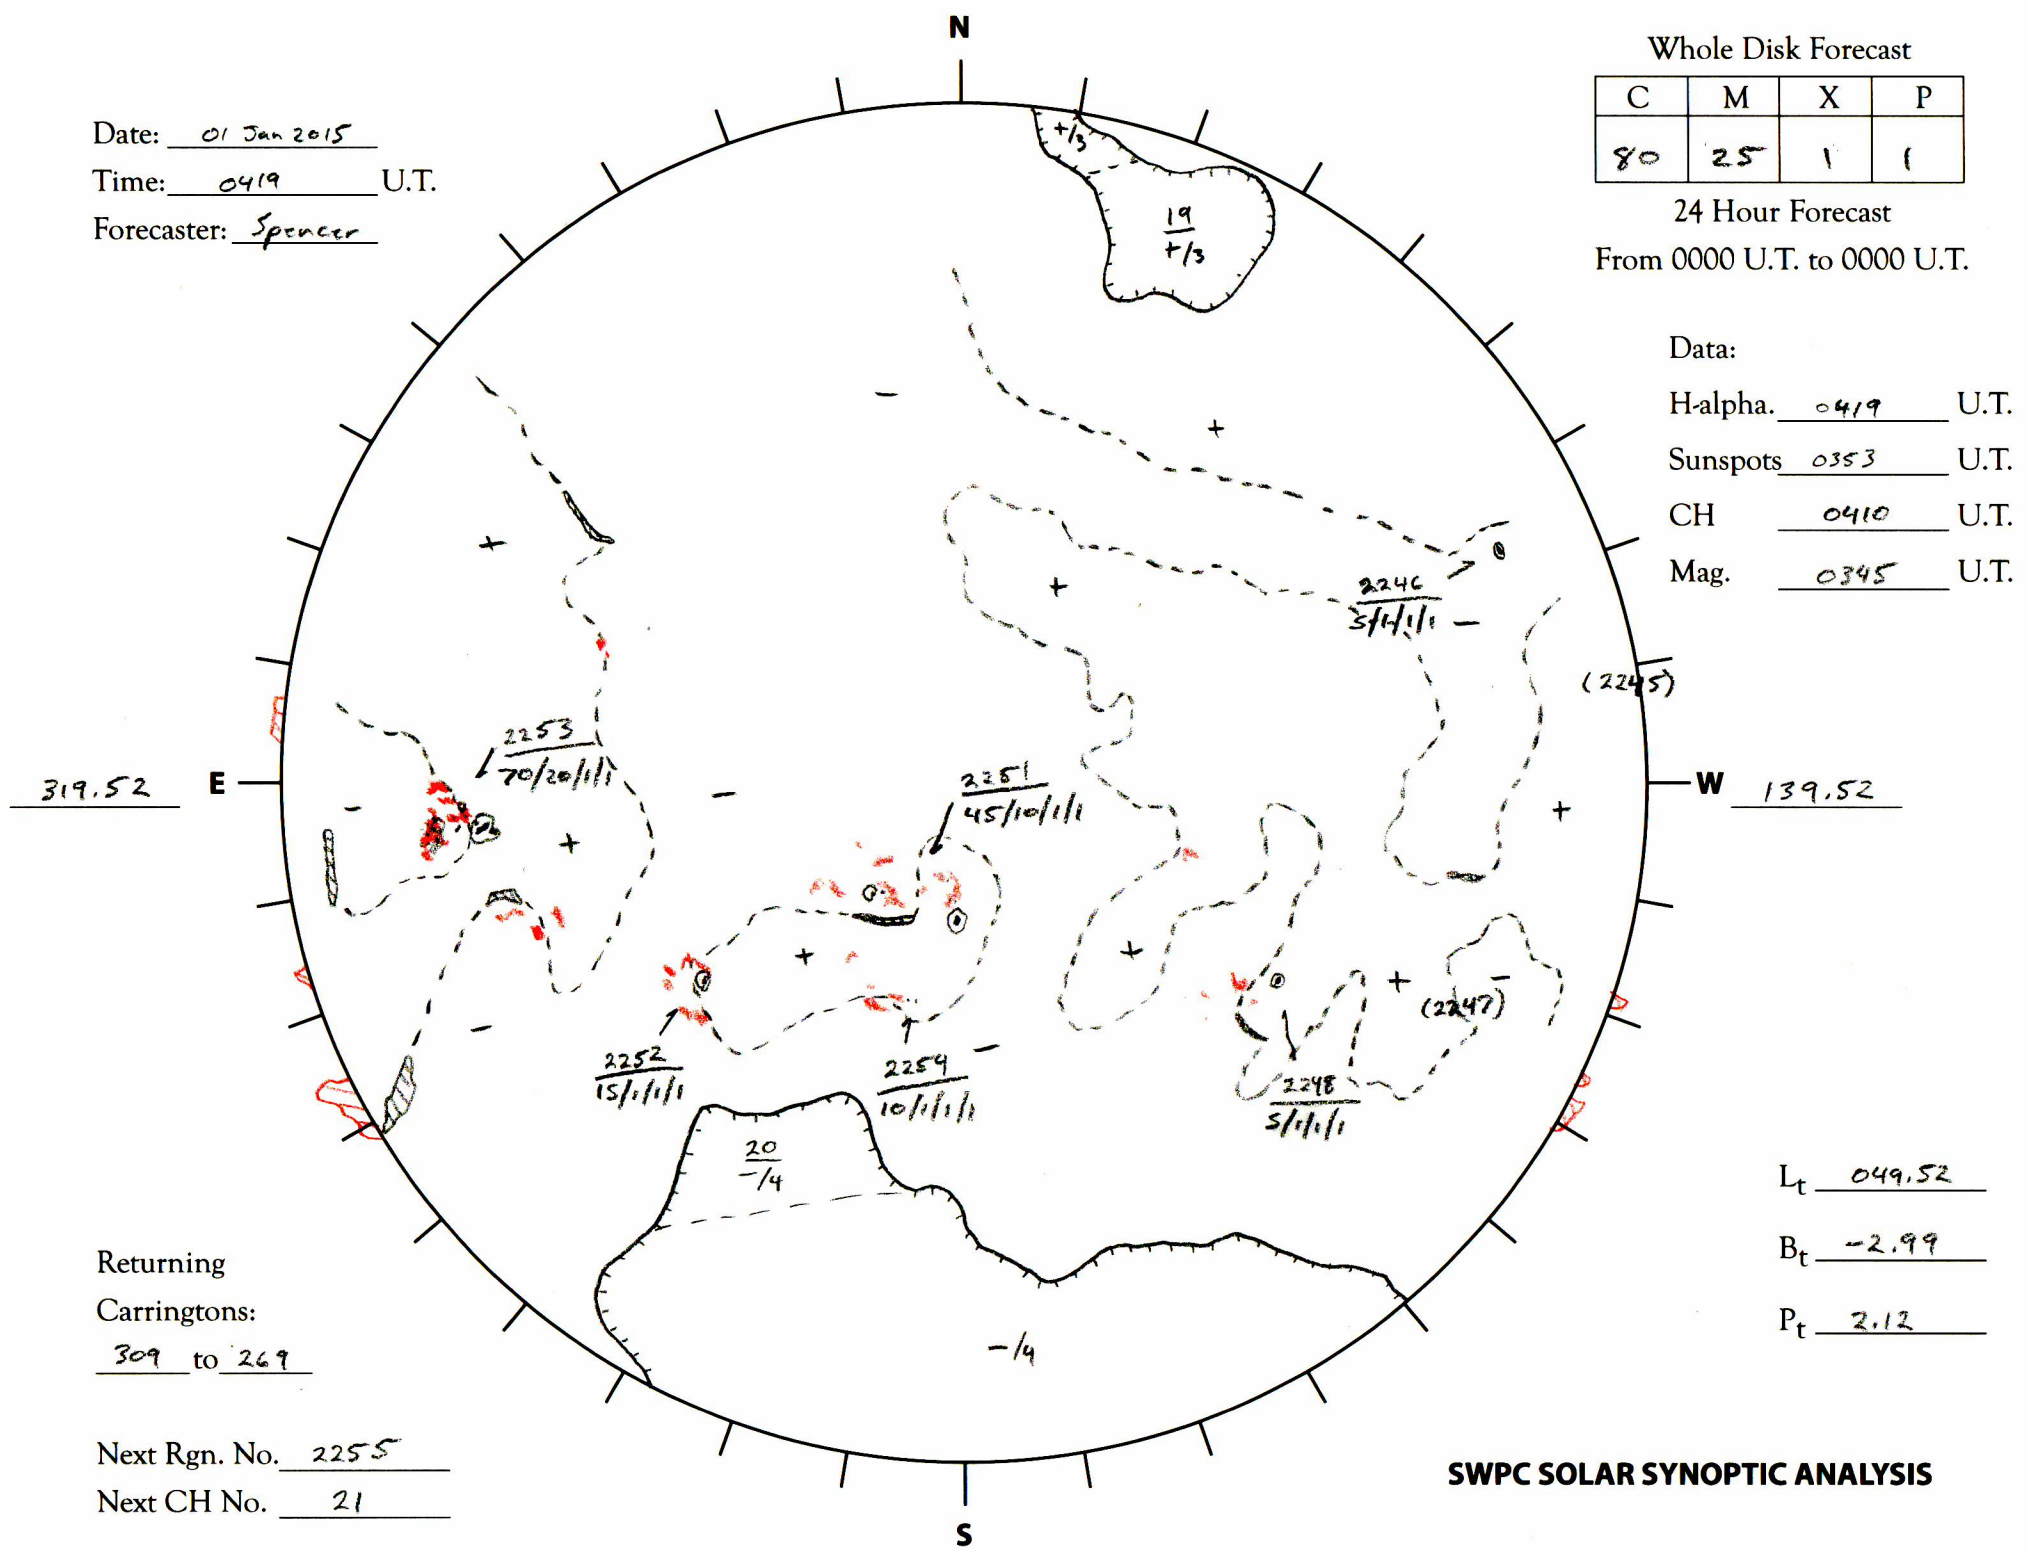 N
Whole Disk Forecast
C M X P
80 25 1 1
24 Hour Forecast
From 0000 U.T. to 0000 U.T.
Date: 01 Jan 2015
Time: 0419 U.T.
Forecaster: Spencer
Data:
H-alpha. 0419 U.T.
Sunspots 0353 U.T.
CH 0410 U.T.
Mag. 0345 U.T.
+/3
19
+/3
-
+
+
+
2246
5/1/1/1
-
(2245)
2253
70/20/1/1
319.52 E
W 139.52
-
-
+
2251
45/10/1/1
+
+
+
+
-
(2247)
-
2252
15/1/1/1
2254
10/1/1/1
-
2248
5/1/1/1
20
-/4
-/4
Lt 049.52
Bt -2.99
Pt 2.12
Returning
Carringtons:
309 to 269
Next Rgn. No. 2255
Next CH No. 21
SWPC SOLAR SYNOPTIC ANALYSIS
S